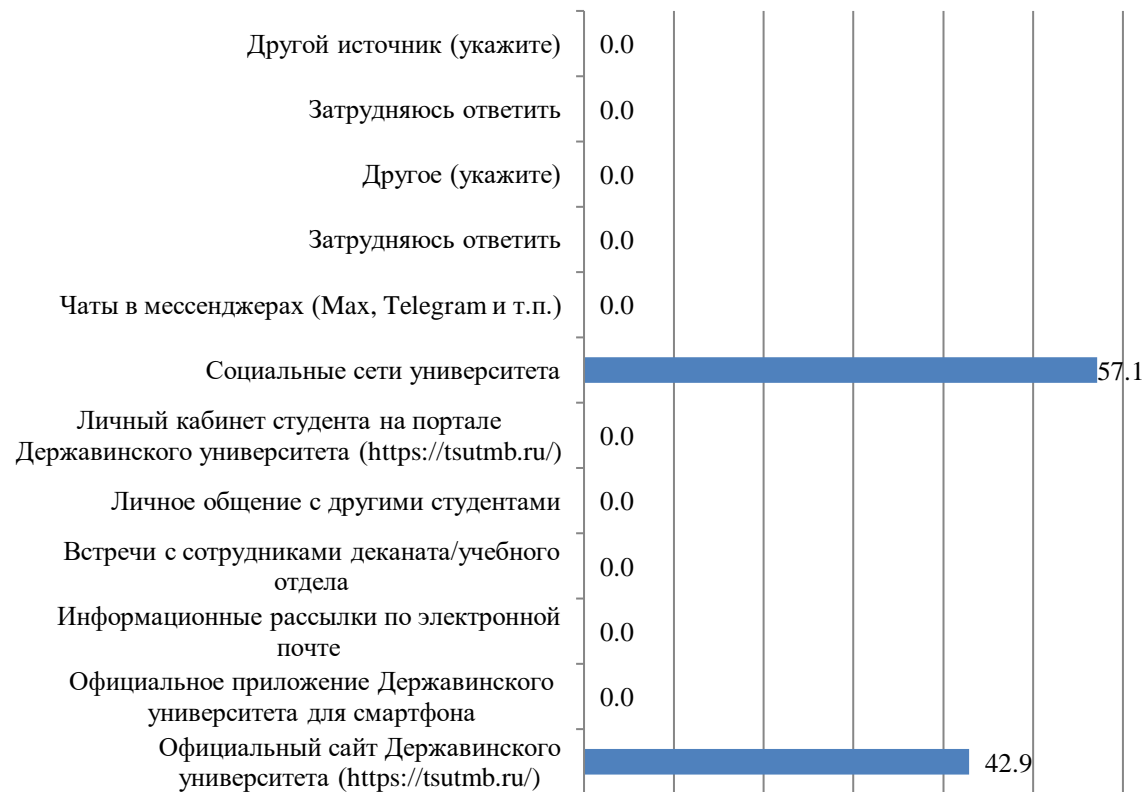 Другой источник (укажите) 0.0
Затрудняюсь ответить 0.0
Другое (укажите) 0.0
Затрудняюсь ответить 0.0
Чаты в мессенджерах (Max, Telegram и т.п.) 0.0
Социальные сети университета 57.1
Личный кабинет студента на портале
Державинского университета (https://tsutmb.ru/) 0.0
Личное общение с другими студентами 0.0
Встречи с сотрудниками деканата/учебного
отдела 0.0
Информационные рассылки по электронной
почте 0.0
Официальное приложение Державинского
университета для смартфона 0.0
Официальный сайт Державинского
университета (https://tsutmb.ru/) 42.9